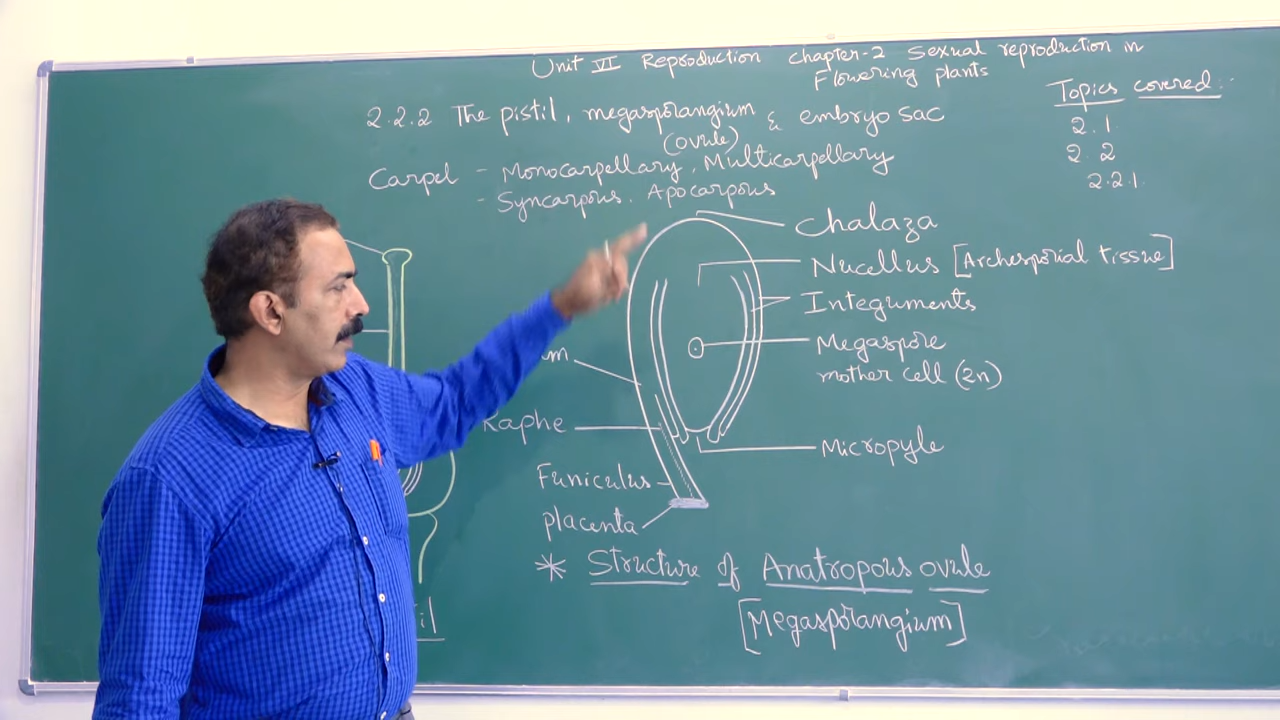 Unit VI Reproduction chapter-2 Sexual reproduction in
Flowering plants
Topics covered:-
2.1
2.2
2.2.1.
2.2.2 The pistil, megasporangium & embryo sac
(ovule)
Carpel - Monocarpellary, Multicarpellary
- Syncarpous, Apocarpous
Chalaza
Nucellus [Archesporial tissue]
Integuments
Megaspore
mother cell (2n)
Raphe
Micropyle
Funiculus
placenta
* Structure of Anatropous ovule
[Megasporangium]